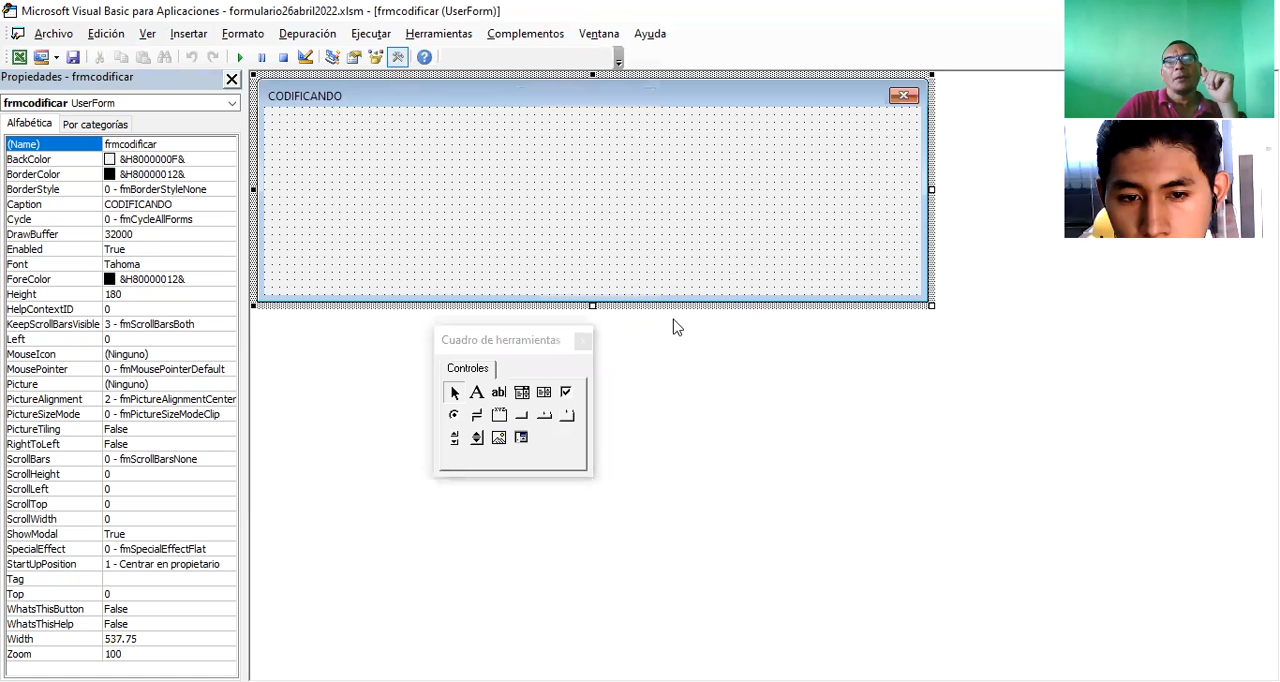 Microsoft Visual Basic para Aplicaciones - formulario26abril2022.xlsm - [frmcodificar (UserForm)]
Archivo Edición Ver Insertar Formato Depuración Ejecutar Herramientas Complementos Ventana Ayuda
Propiedades - frmcodificar
frmcodificar UserForm
Alfabética Por categorías
(Name) frmcodificar
BackColor &H8000000F&
BorderColor &H80000012&
BorderStyle 0 - fmBorderStyleNone
Caption CODIFICANDO
Cycle 0 - fmCycleAllForms
DrawBuffer 32000
Enabled True
Font Tahoma
ForeColor &H80000012&
Height 180
HelpContextID 0
KeepScrollBarsVisible 3 - fmScrollBarsBoth
Left 0
MouseIcon (Ninguno)
MousePointer 0 - fmMousePointerDefault
Picture (Ninguno)
PictureAlignment 2 - fmPictureAlignmentCenter
PictureSizeMode 0 - fmPictureSizeModeClip
PictureTiling False
RightToLeft False
ScrollBars 0 - fmScrollBarsNone
ScrollHeight 0
ScrollLeft 0
ScrollTop 0
ScrollWidth 0
ShowModal True
SpecialEffect 0 - fmSpecialEffectFlat
StartUpPosition 1 - Centrar en propietario
Tag
Top 0
WhatsThisButton False
WhatsThisHelp False
Width 537.75
Zoom 100
CODIFICANDO
Cuadro de herramientas
Controles
A ab|
XYZ